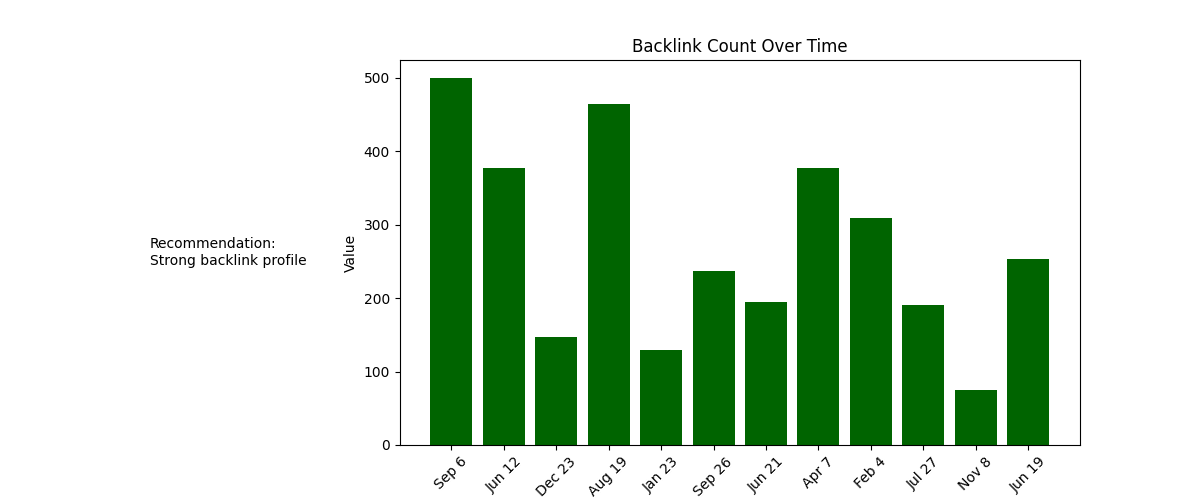 Backlink Count Over Time
Recommendation:
Strong backlink profile
Value
500
400
300
200
100
0
Sep 6
Jun 12
Dec 23
Aug 19
Jan 23
Sep 26
Jun 21
Apr 7
Feb 4
Jul 27
Nov 8
Jun 19